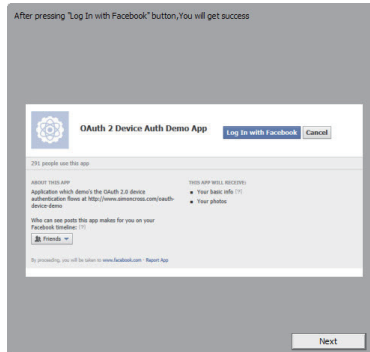 After pressing "Log In with Facebook" button,You will get success
OAuth 2 Device Auth Demo App
Log In with Facebook
Cancel
291 people use this app
ABOUT THIS APP
Application which demo's the OAuth 2.0 device
authentication flows at http://www.simoncross.com/oauth-
device-demo
Who can see posts this app makes for you on your
Facebook timeline: [?]
Friends
THIS APP WILL RECEIVE:
Your basic info [?]
Your photos
By proceeding, you will be taken to www.facebook.com · Report App
Next